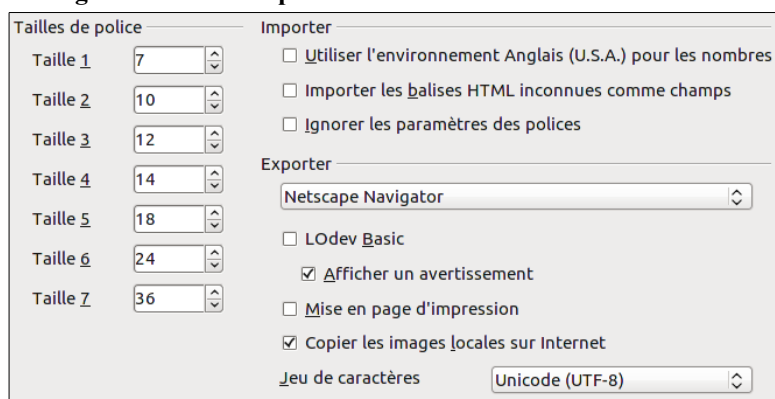 Tailles de police
Taille 1 7
Taille 2 10
Taille 3 12
Taille 4 14
Taille 5 18
Taille 6 24
Taille 7 36
Importer
Utiliser l'environnement Anglais (U.S.A.) pour les nombres
Importer les balises HTML inconnues comme champs
Ignorer les paramètres des polices
Exporter
Netscape Navigator
LOdev Basic
Afficher un avertissement
Mise en page d'impression
Copier les images locales sur Internet
Jeu de caractères Unicode (UTF-8)